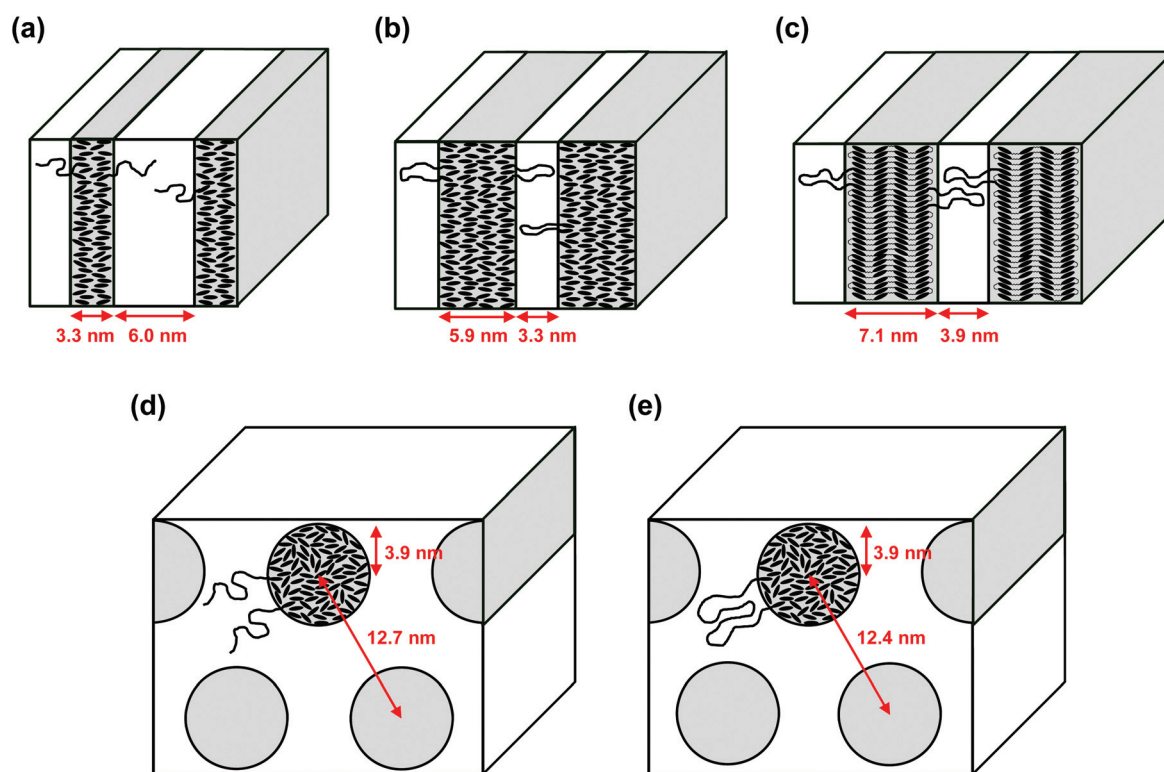 (a)
(b)
(c)
3.3 nm 6.0 nm
5.9 nm 3.3 nm
7.1 nm 3.9 nm
(d)
(e)
3.9 nm
12.7 nm
3.9 nm
12.4 nm